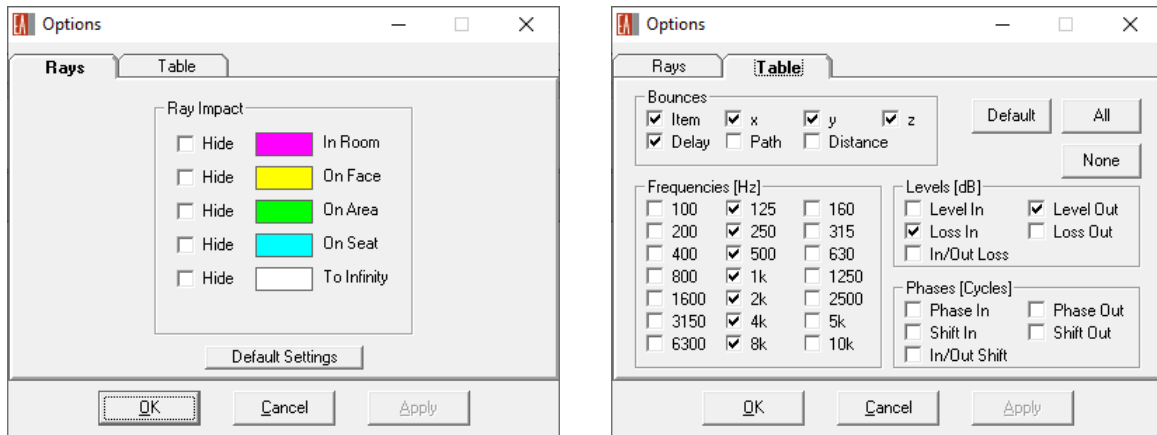 EA Options
Rays Table
Ray Impact
Hide In Room
Hide On Face
Hide On Area
Hide On Seat
Hide To Infinity
Default Settings
OK Cancel Apply
EA Options
Rays Table
Bounces
Item x y z
Delay Path Distance
Default All
None
Frequencies [Hz]
100 125 160
200 250 315
400 500 630
800 1k 1250
1600 2k 2500
3150 4k 5k
6300 8k 10k
Levels [dB]
Level In Level Out
Loss In Loss Out
In/Out Loss
Phases [Cycles]
Phase In Phase Out
Shift In Shift Out
In/Out Shift
OK Cancel Apply